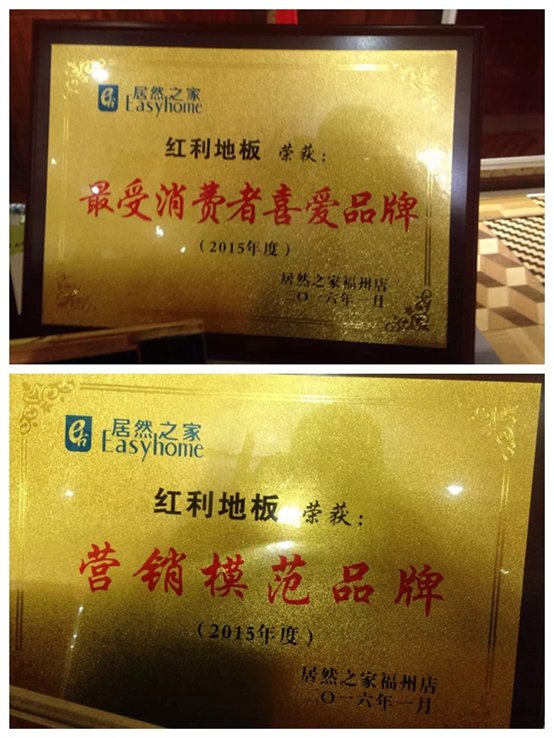 居然之家
Easyhome
红利地板 荣获：
最受消费者喜爱品牌
（2015年度）
居然之家福州店
二〇一六年一月
居然之家
Easyhome
红利地板 荣获：
营销模范品牌
（2015年度）
居然之家福州店
二〇一六年一月